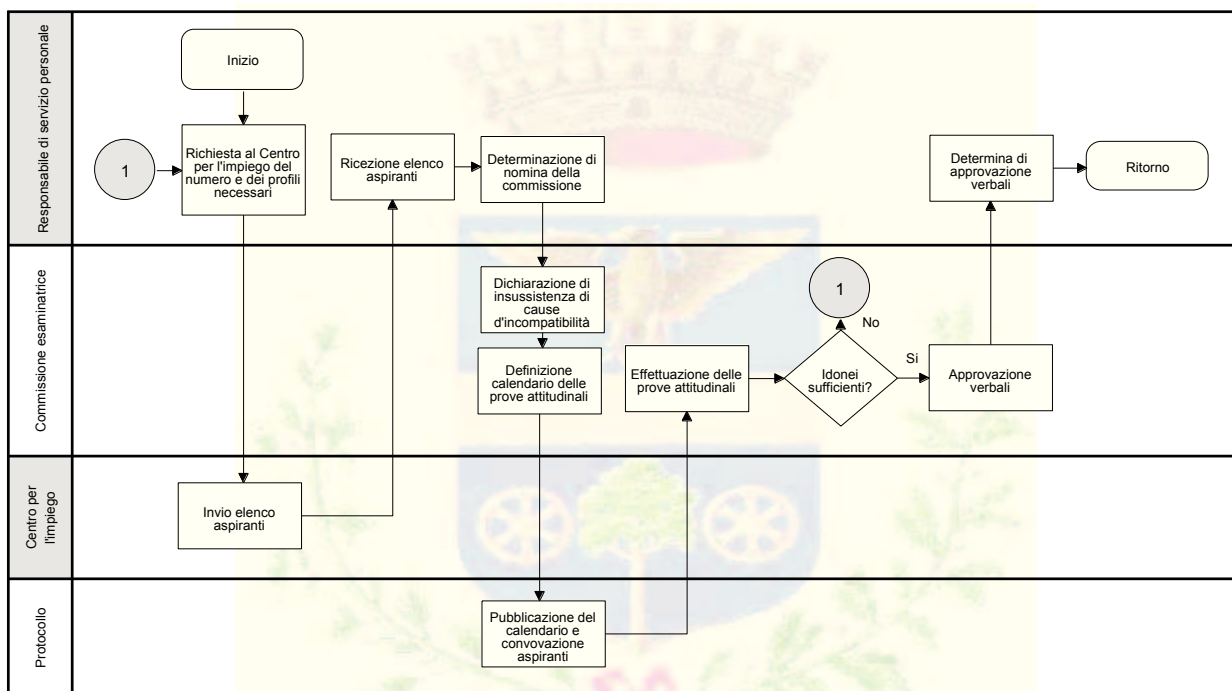 Responsabile di servizio personale
Inizio
1
Richiesta al Centro
per l'impiego del
numero e dei profili
necessari
Ricezione elenco
aspiranti
Determinazione di
nomina della
commissione
Determina di
approvazione
verbali
Ritorno
Commissione esaminatrice
Dichiarazione di
insussistenza di
cause
d'incompatibilità
Definizione
calendario delle
prove attitudinali
Effettuazione delle
prove attitudinali
1
No
Idonei
sufficienti?
Si
Approvazione
verbali
Centro per
l'impiego
Invio elenco
aspiranti
Protocollo
Pubblicazione del
calendario e
convovazione
aspiranti